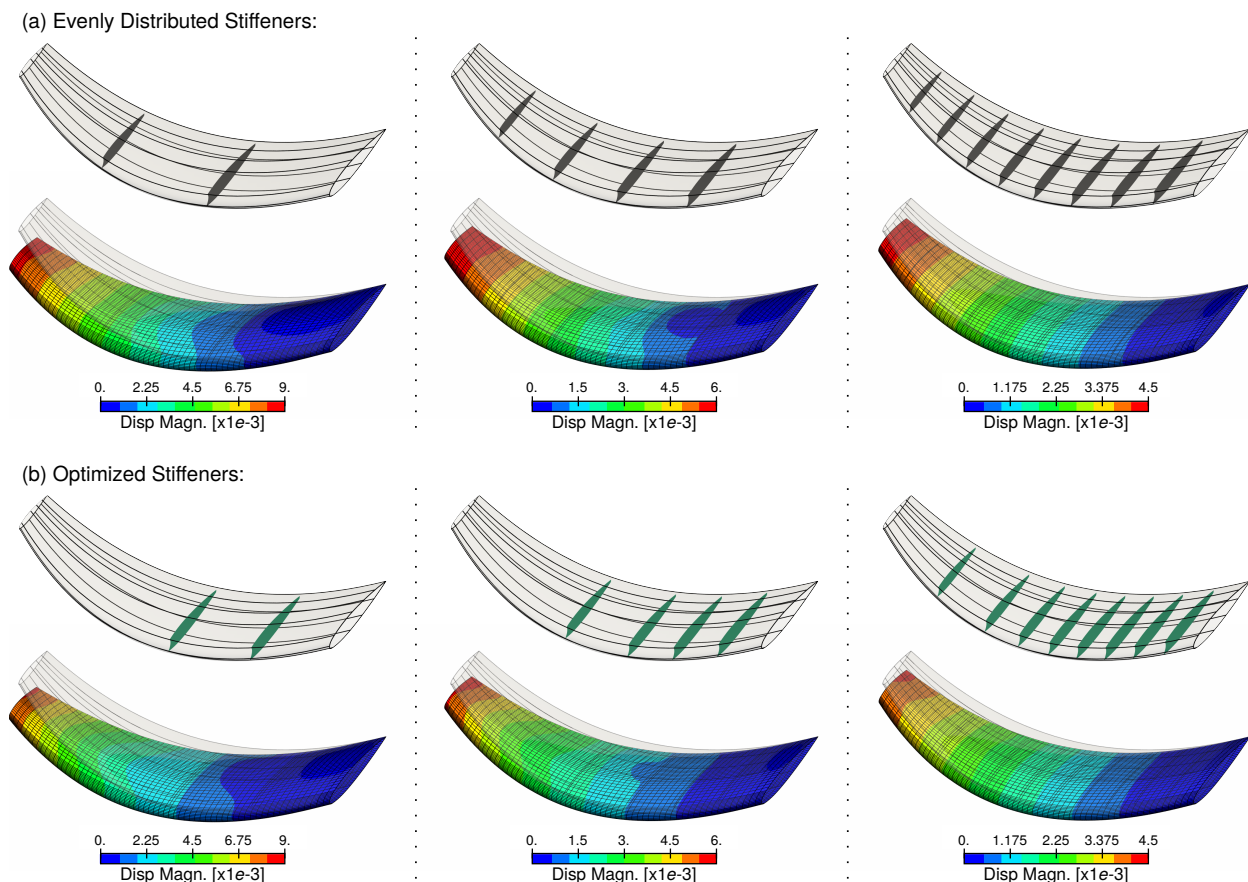 (a) Evenly Distributed Stiffeners:
0. 2.25 4.5 6.75 9.
Disp Magn. [x1e-3]
0. 1.5 3. 4.5 6.
Disp Magn. [x1e-3]
0. 1.175 2.25 3.375 4.5
Disp Magn. [x1e-3]
(b) Optimized Stiffeners:
0. 2.25 4.5 6.75 9.
Disp Magn. [x1e-3]
0. 1.5 3. 4.5 6.
Disp Magn. [x1e-3]
0. 1.175 2.25 3.375 4.5
Disp Magn. [x1e-3]